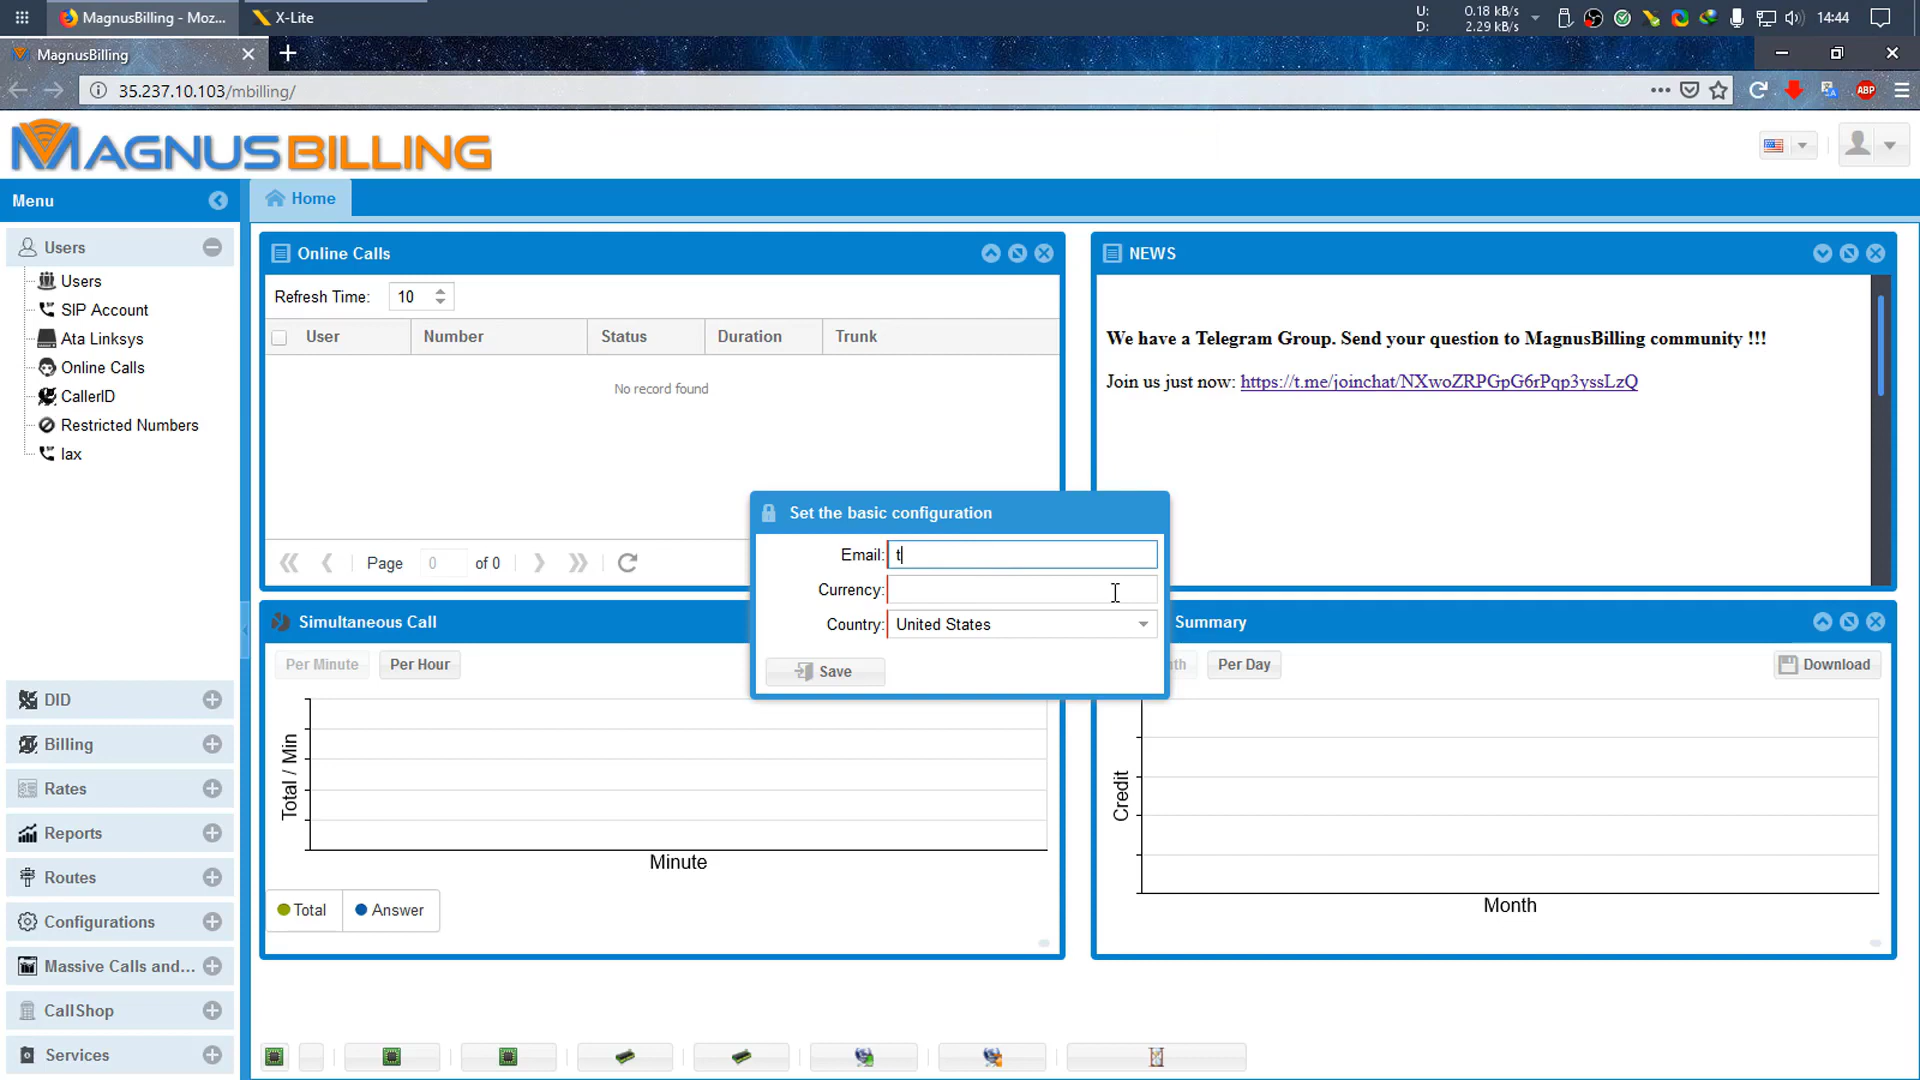 MagnusBilling - Moz...
X-Lite
U: 0.18 kB/s
D: 2.29 kB/s
14:44
MagnusBilling
35.237.10.103/mbilling/
ABP
MAGNUSBILLING
Menu
Home
Users
Users
SIP Account
Ata Linksys
Online Calls
CallerID
Restricted Numbers
Iax
DID
Billing
Rates
Reports
Routes
Configurations
Massive Calls and...
CallShop
Services
Online Calls
Refresh Time: 10
User Number Status Duration Trunk
No record found
Page 0 of 0
NEWS
We have a Telegram Group. Send your question to MagnusBilling community !!!
Join us just now: https://t.me/joinchat/NXwoZRPGpG6rPqp3yssLzQ
Set the basic configuration
Email: t
Currency:
Country: United States
Save
Simultaneous Call
Per Minute Per Hour
Total / Min
Minute
Total Answer
Summary
Per Day
Download
Credit
Month